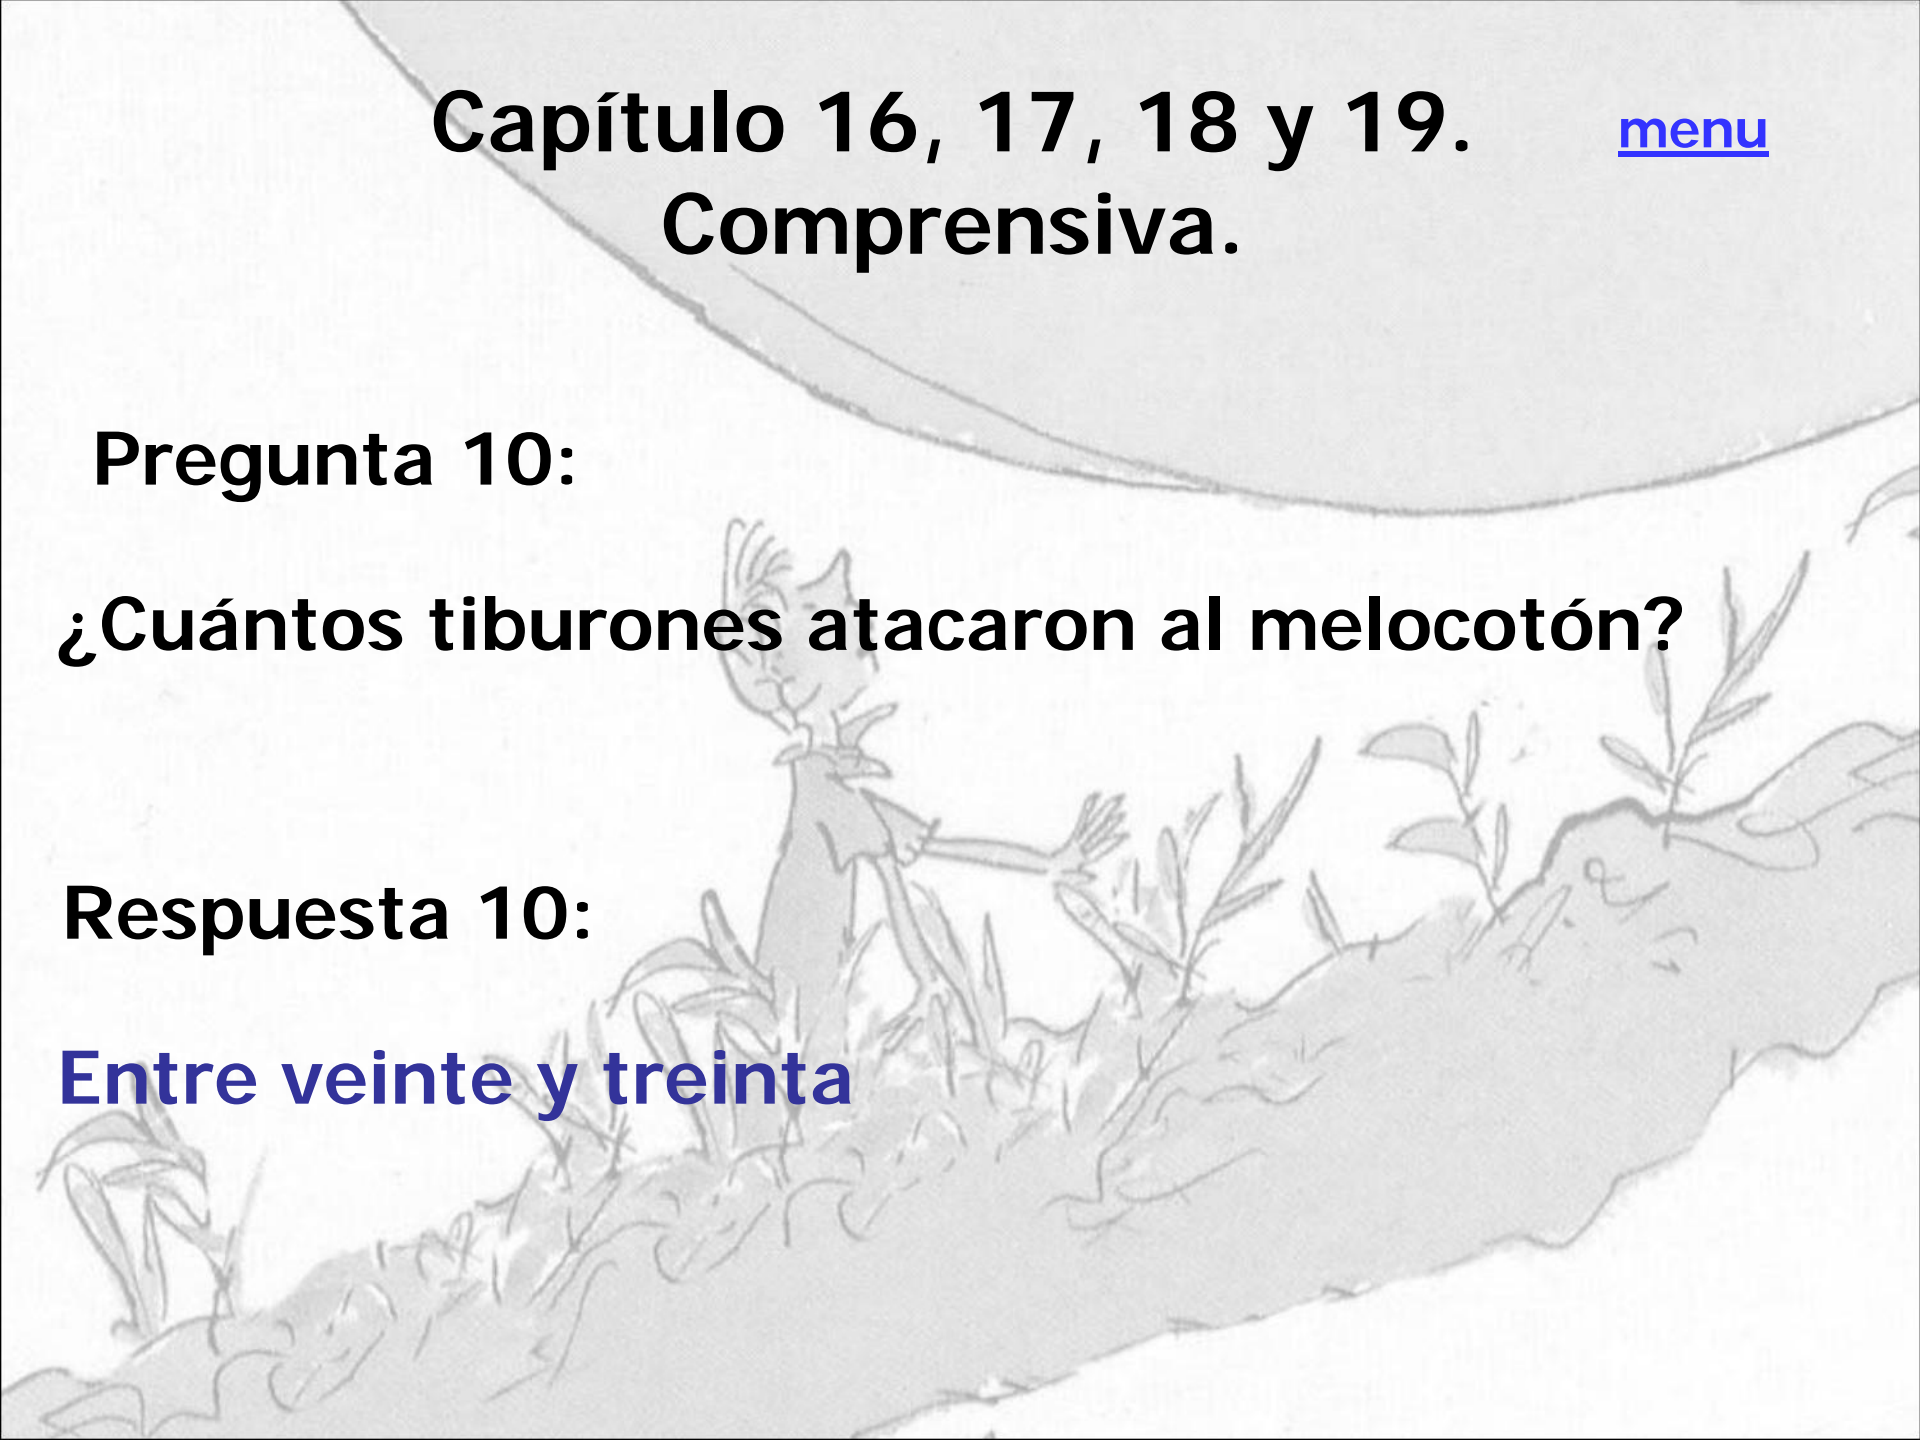 Capítulo 16, 17, 18 y 19.
menu
Comprensiva.
Pregunta 10:
¿Cuántos tiburones atacaron al melocotón?
Respuesta 10:
Entre veinte y treinta